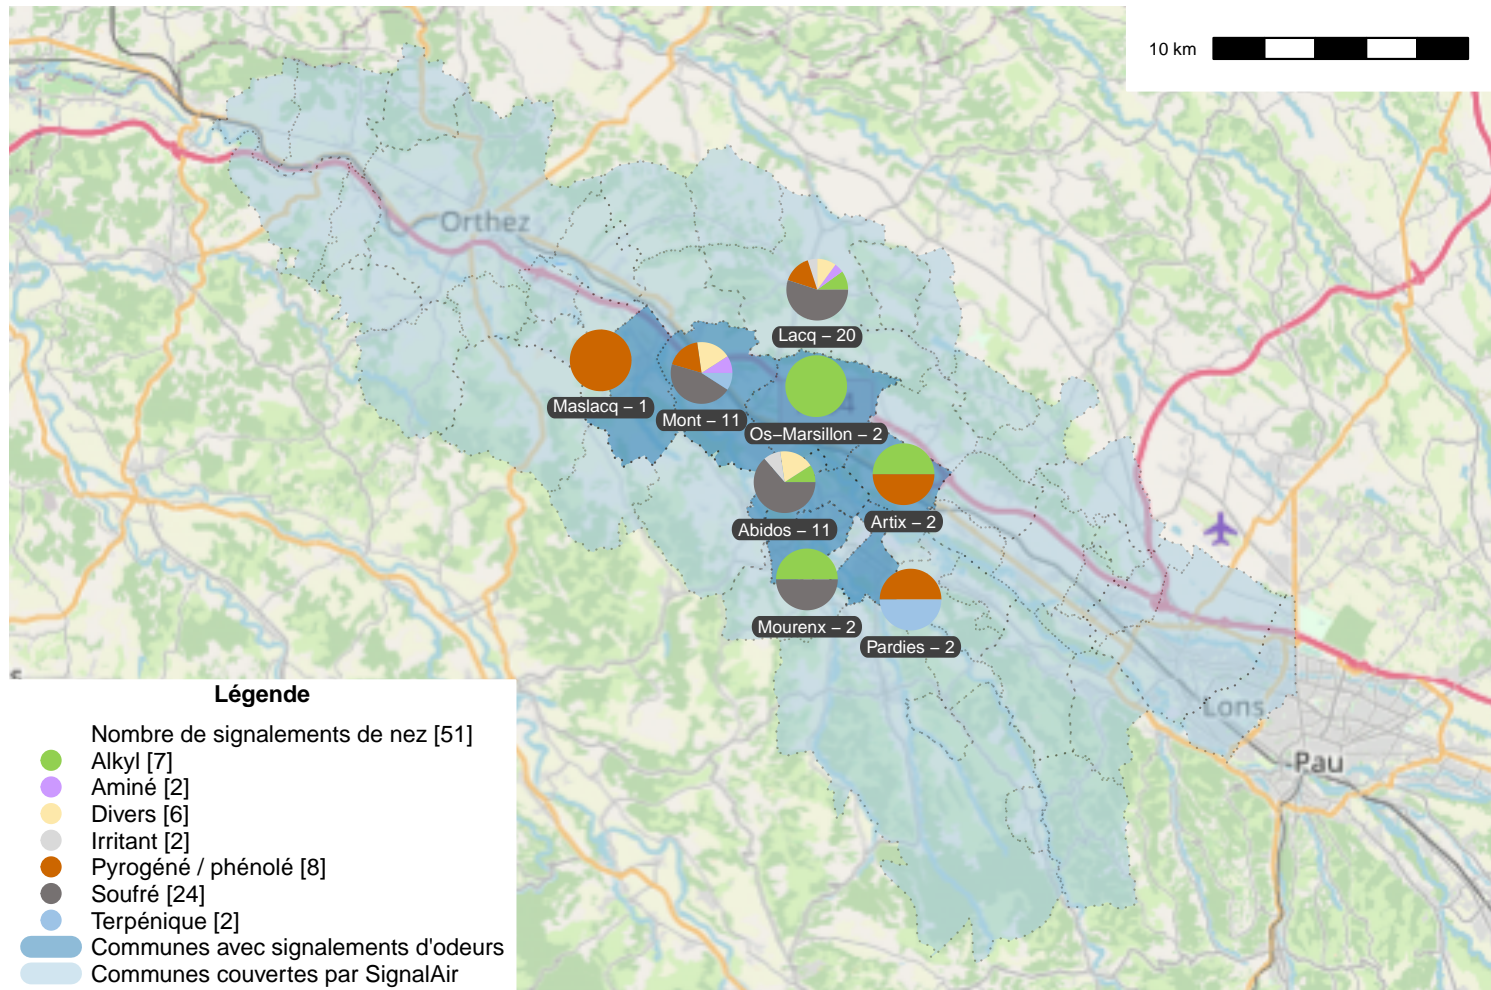 10 km
Orthez
Lacq – 20
Maslacq – 1
Mont – 11
Os–Marsillon – 2
Abidos – 11
Artix – 2
Mourenx – 2
Pardies – 2
Lons
Pau
Légende
Nombre de signalements de nez [51]
Alkyl [7]
Aminé [2]
Divers [6]
Irritant [2]
Pyrogéné / phénolé [8]
Soufré [24]
Terpénique [2]
Communes avec signalements d'odeurs
Communes couvertes par SignalAir